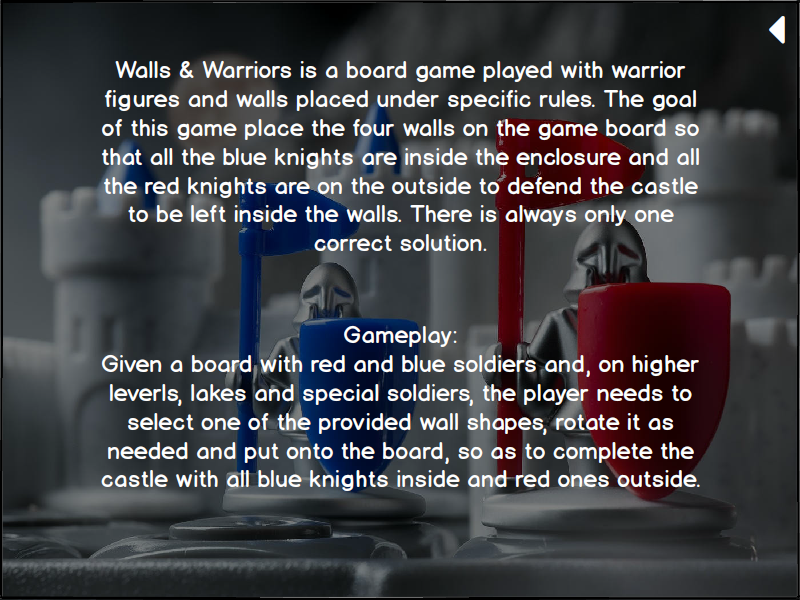 Walls & Warriors is a board game played with warrior
figures and walls placed under specific rules. The goal
of this game place the four walls on the game board so
that all the blue knights are inside the enclosure and all
the red knights are on the outside to defend the castle
to be left inside the walls. There is always only one
correct solution.
Gameplay:
Given a board with red and blue soldiers and, on higher
leverls, lakes and special soldiers, the player needs to
select one of the provided wall shapes, rotate it as
needed and put onto the board, so as to complete the
castle with all blue knights inside and red ones outside.